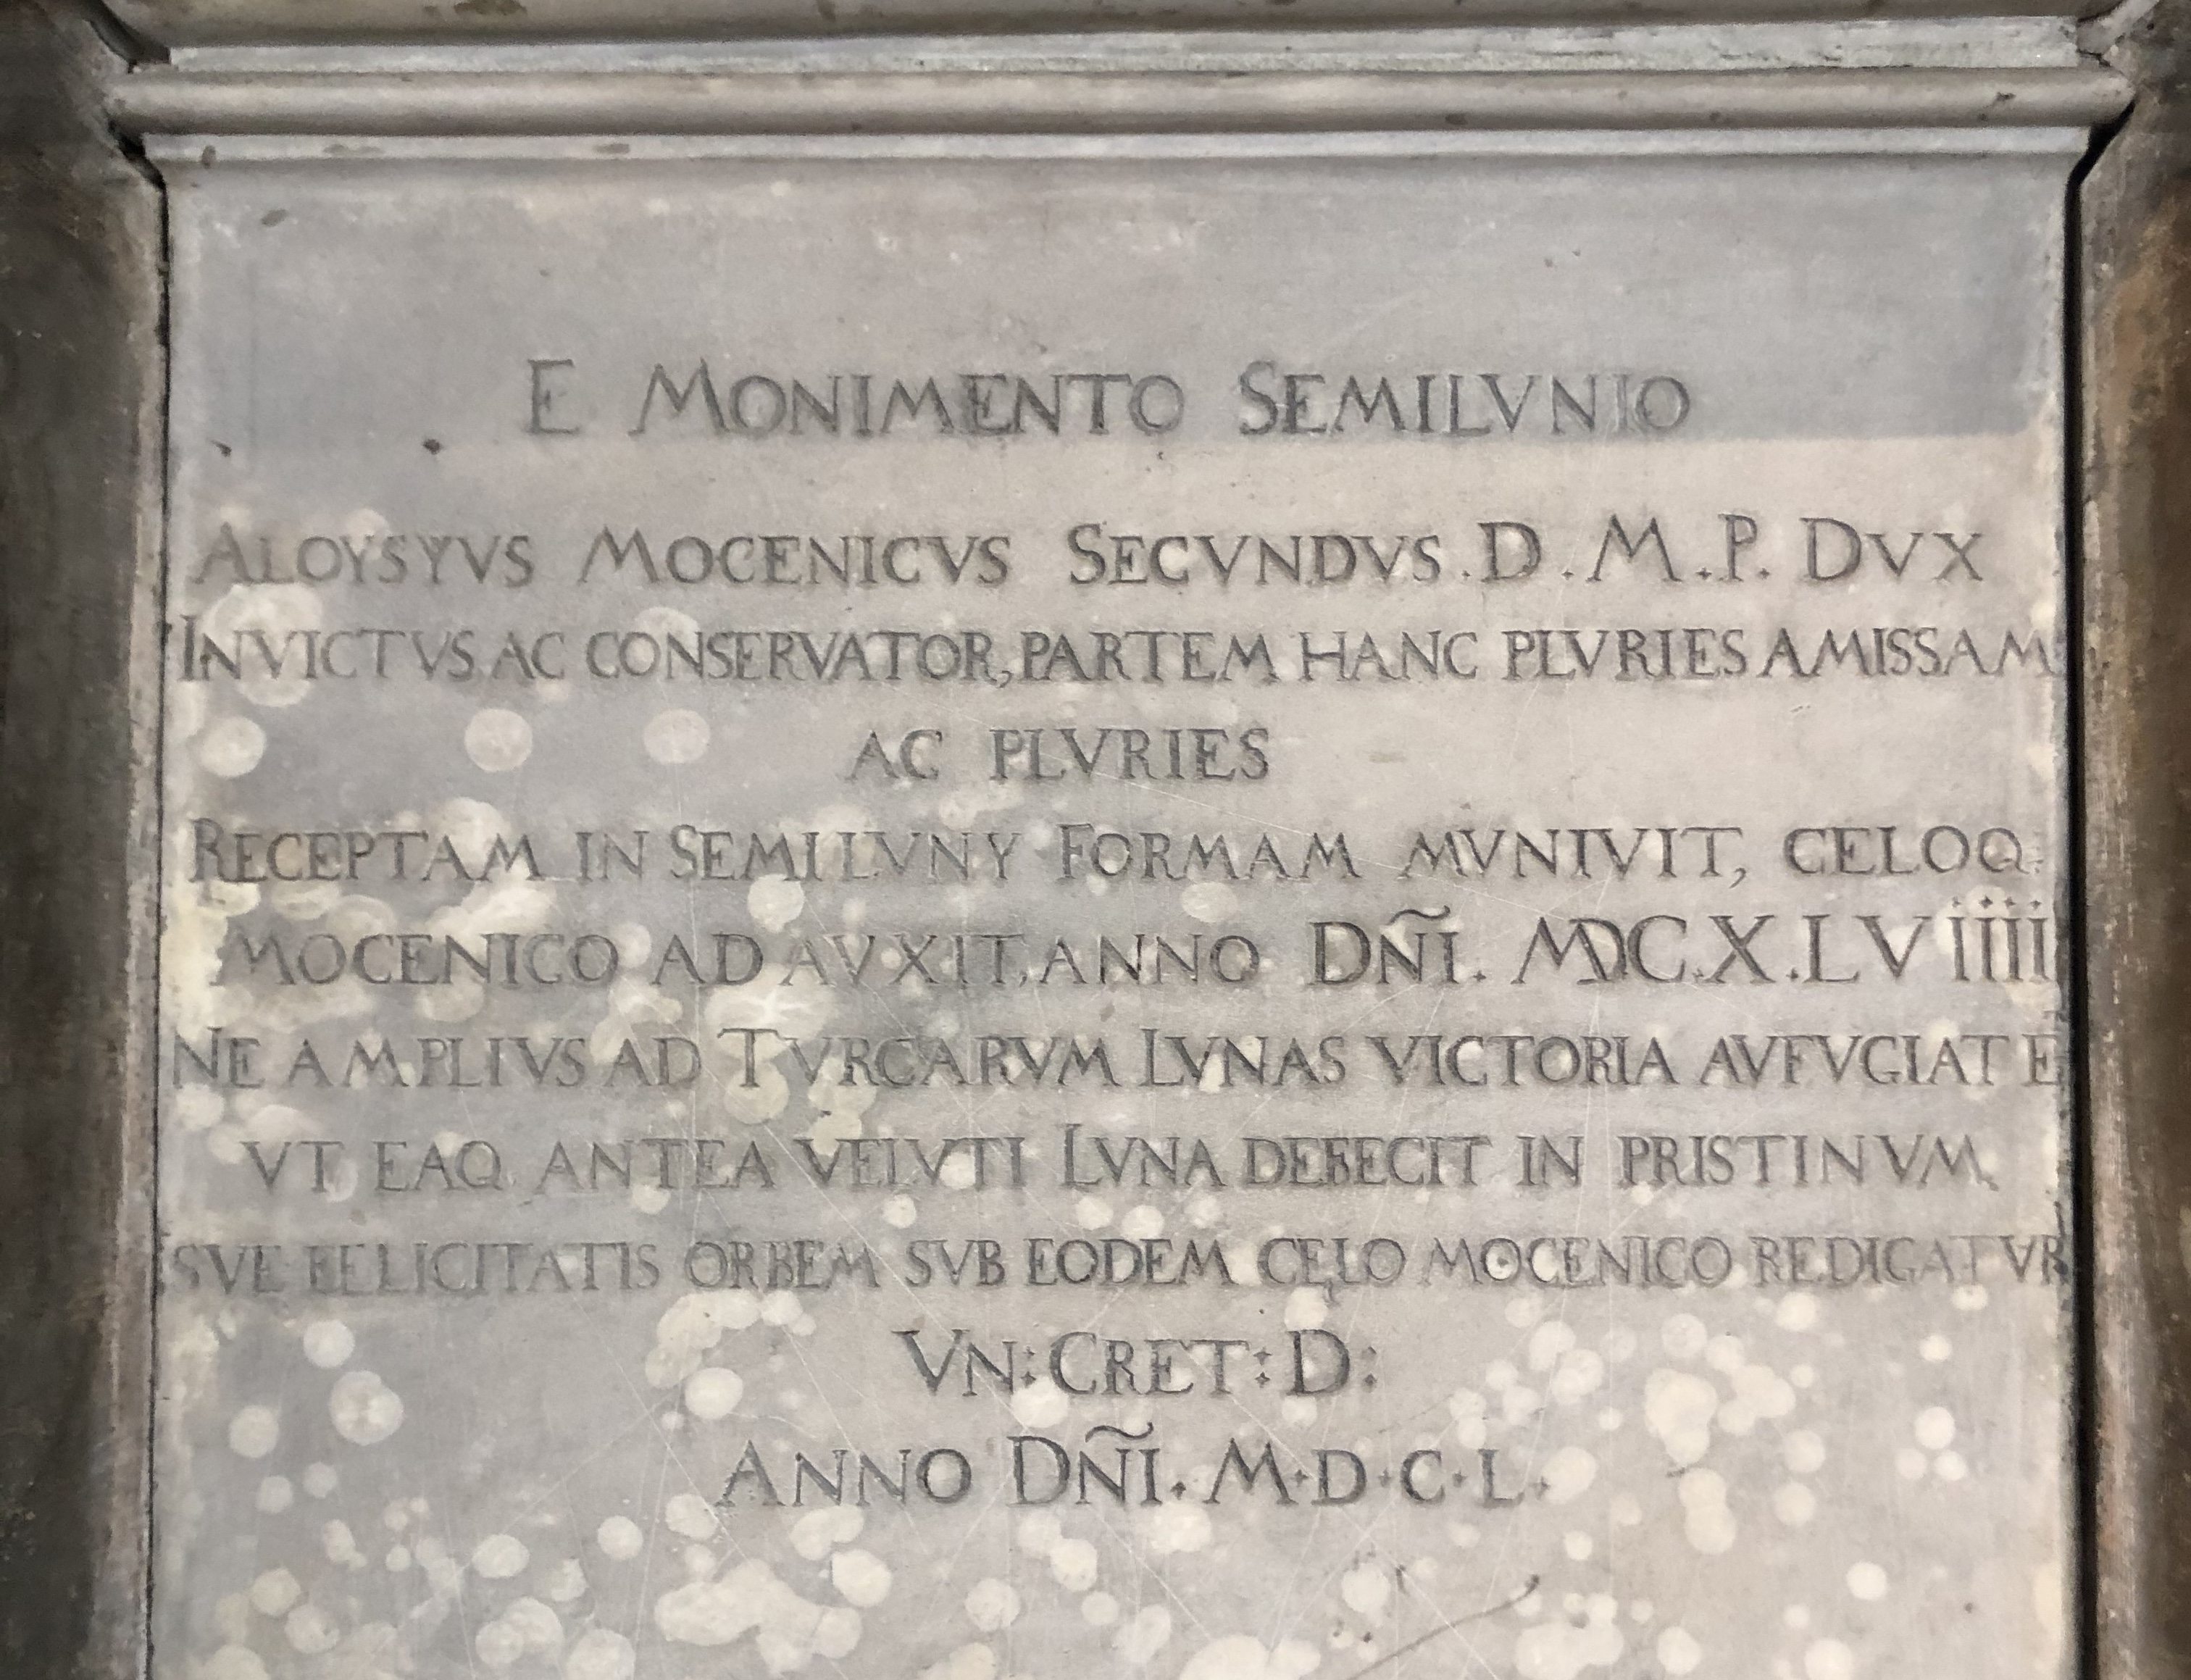 E MONIMENTO SEMILVNIO
ALOYSYVS MOCENICVS SECVNDVS . D . M . P . DVX
INVICTVS AC CONSERVATOR, PARTEM HANC PLVRIES AMISSAM
AC PLVRIES
RECEPTAM IN SEMILVNY FORMAM MVNIVIT, CELOQ.
MOCENICO AD AVXIT, ANNO DÑI. MDC.X.LViiii
NE AMPLIVS AD TVRCARVM LVNAS VICTORIA AVFVGIAT E
VT EAQ ANTEA VELVTI LVNA DEFECIT IN PRISTINVM,
SVE FELICITATIS ORBEM SVB EODEM CELO MOCENICO REDIGATVR
VN: CRET: D:
ANNO DÑI. M.D.C.L.